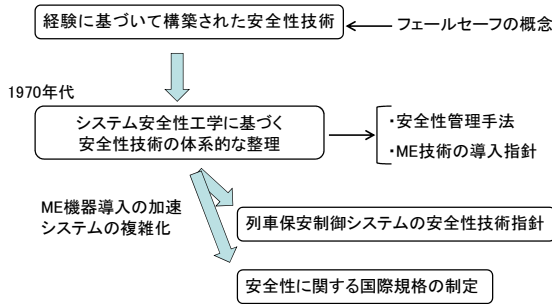 経験に基づいて構築された安全性技術
フェールセーフの概念
1970年代
システム安全性工学に基づく
安全性技術の体系的な整理
・安全性管理手法
・ME技術の導入指針
ME機器導入の加速
システムの複雑化
列車保安制御システムの安全性技術指針
安全性に関する国際規格の制定